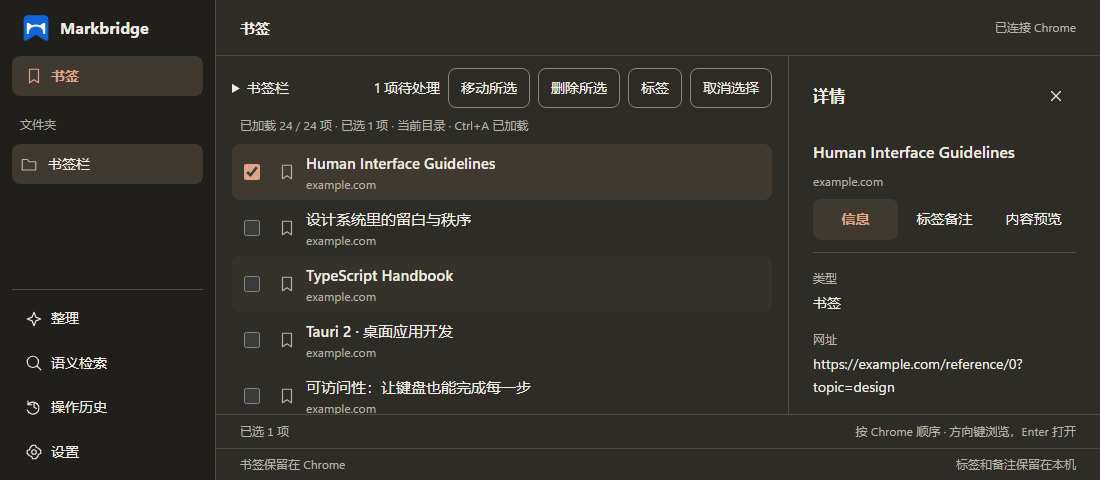 Markbridge
书签
文件夹
书签栏
整理
语义检索
操作历史
设置
书签
已连接 Chrome
书签栏
1 项待处理
移动所选
删除所选
标签
取消选择
已加载 24 / 24 项 · 已选 1 项 · 当前目录 · Ctrl+A 已加载
Human Interface Guidelines
example.com
设计系统里的留白与秩序
example.com
TypeScript Handbook
example.com
Tauri 2 · 桌面应用开发
example.com
可访问性：让键盘也能完成每一步
example.com
详情
Human Interface Guidelines
example.com
信息
标签备注
内容预览
类型
书签
网址
https://example.com/reference/0?
topic=design
已选 1 项
按 Chrome 顺序 · 方向键浏览，Enter 打开
书签保留在 Chrome
标签和备注保留在本机